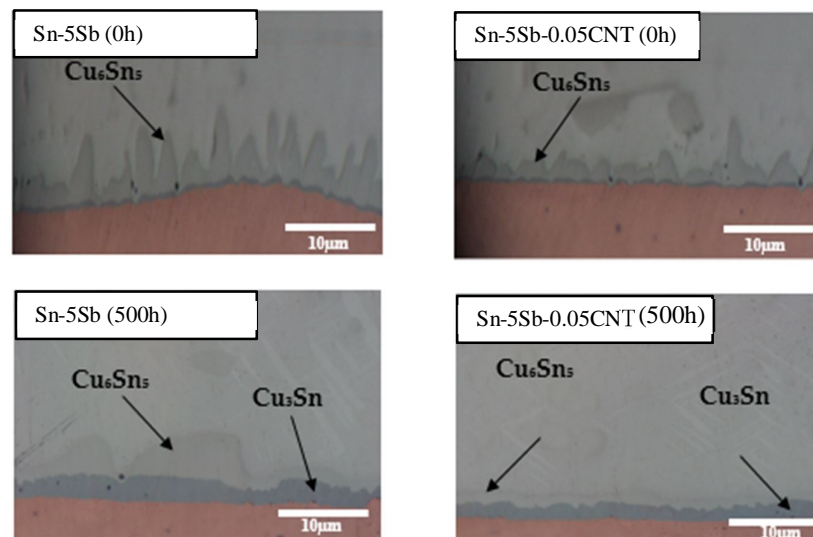 Sn-5Sb (0h)
Cu₆Sn₅
10µm
Sn-5Sb-0.05CNT (0h)
Cu₆Sn₅
10µm
Sn-5Sb (500h)
Cu₆Sn₅
Cu₃Sn
10µm
Sn-5Sb-0.05CNT (500h)
Cu₆Sn₅
Cu₃Sn
10µm